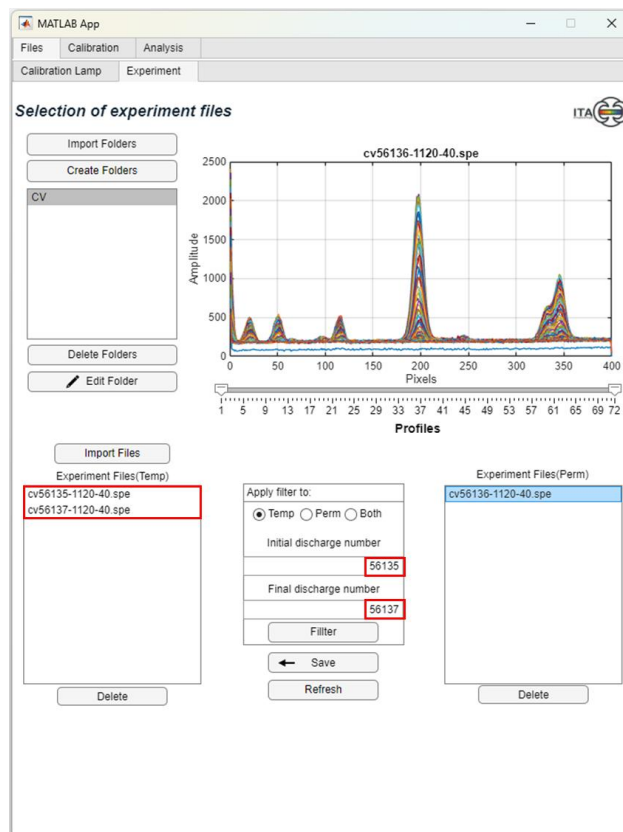 MATLAB App
Files Calibration Analysis
Calibration Lamp Experiment
Selection of experiment files
ITA
Import Folders
Create Folders
CV
Delete Folders
Edit Folder
cv56136-1120-40.spe
2500
2000
1500
1000
500
0
Amplitude
0 50 100 150 200 250 300 350 400
Pixels
1 5 9 13 17 21 25 29 33 37 41 45 49 53 57 61 65 69 72
Profiles
Import Files
Experiment Files(Temp)
cv56135-1120-40.spe
cv56137-1120-40.spe
Delete
Apply filter to:
Temp Perm Both
Initial discharge number
56135
Final discharge number
56137
Fillter
Save
Refresh
Experiment Files(Perm)
cv56136-1120-40.spe
Delete